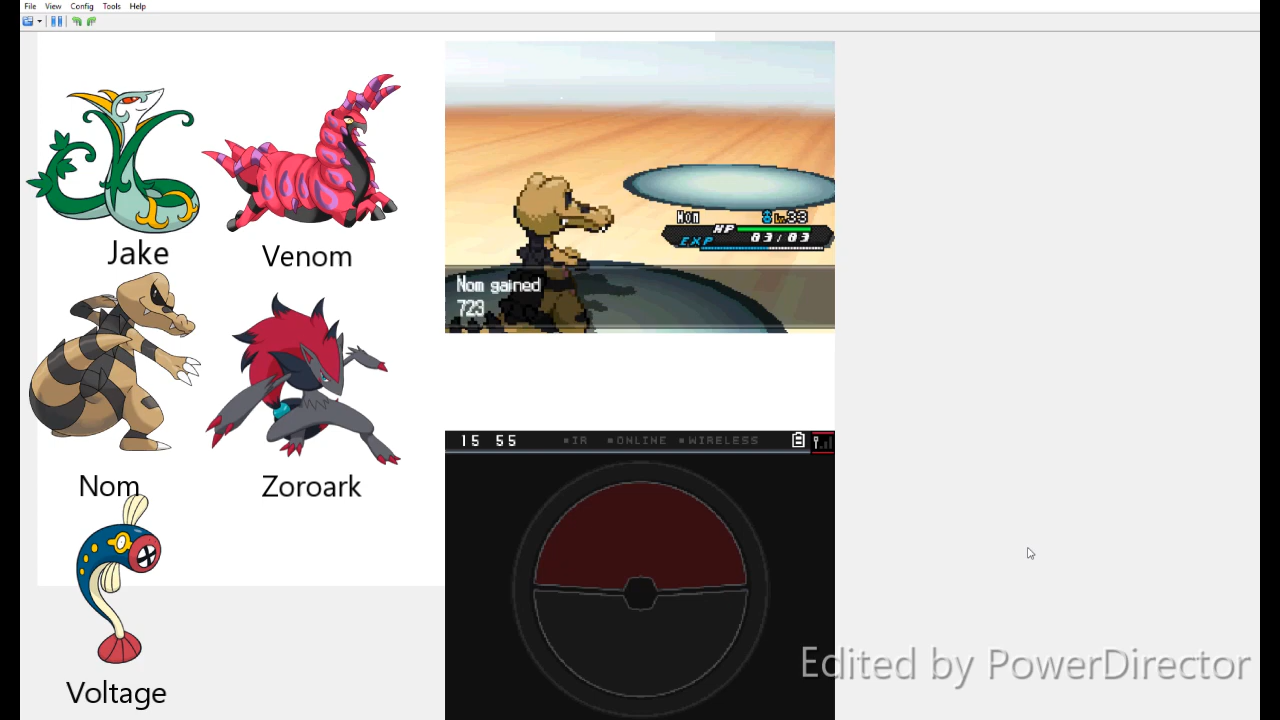 File View Config Tools Help
Jake
Venom
Nom
Zoroark
Voltage
Nom ♂ Lv.33
HP
83/83
EXP
Nom gained
723
15 55 IR ONLINE WIRELESS
Edited by PowerDirector